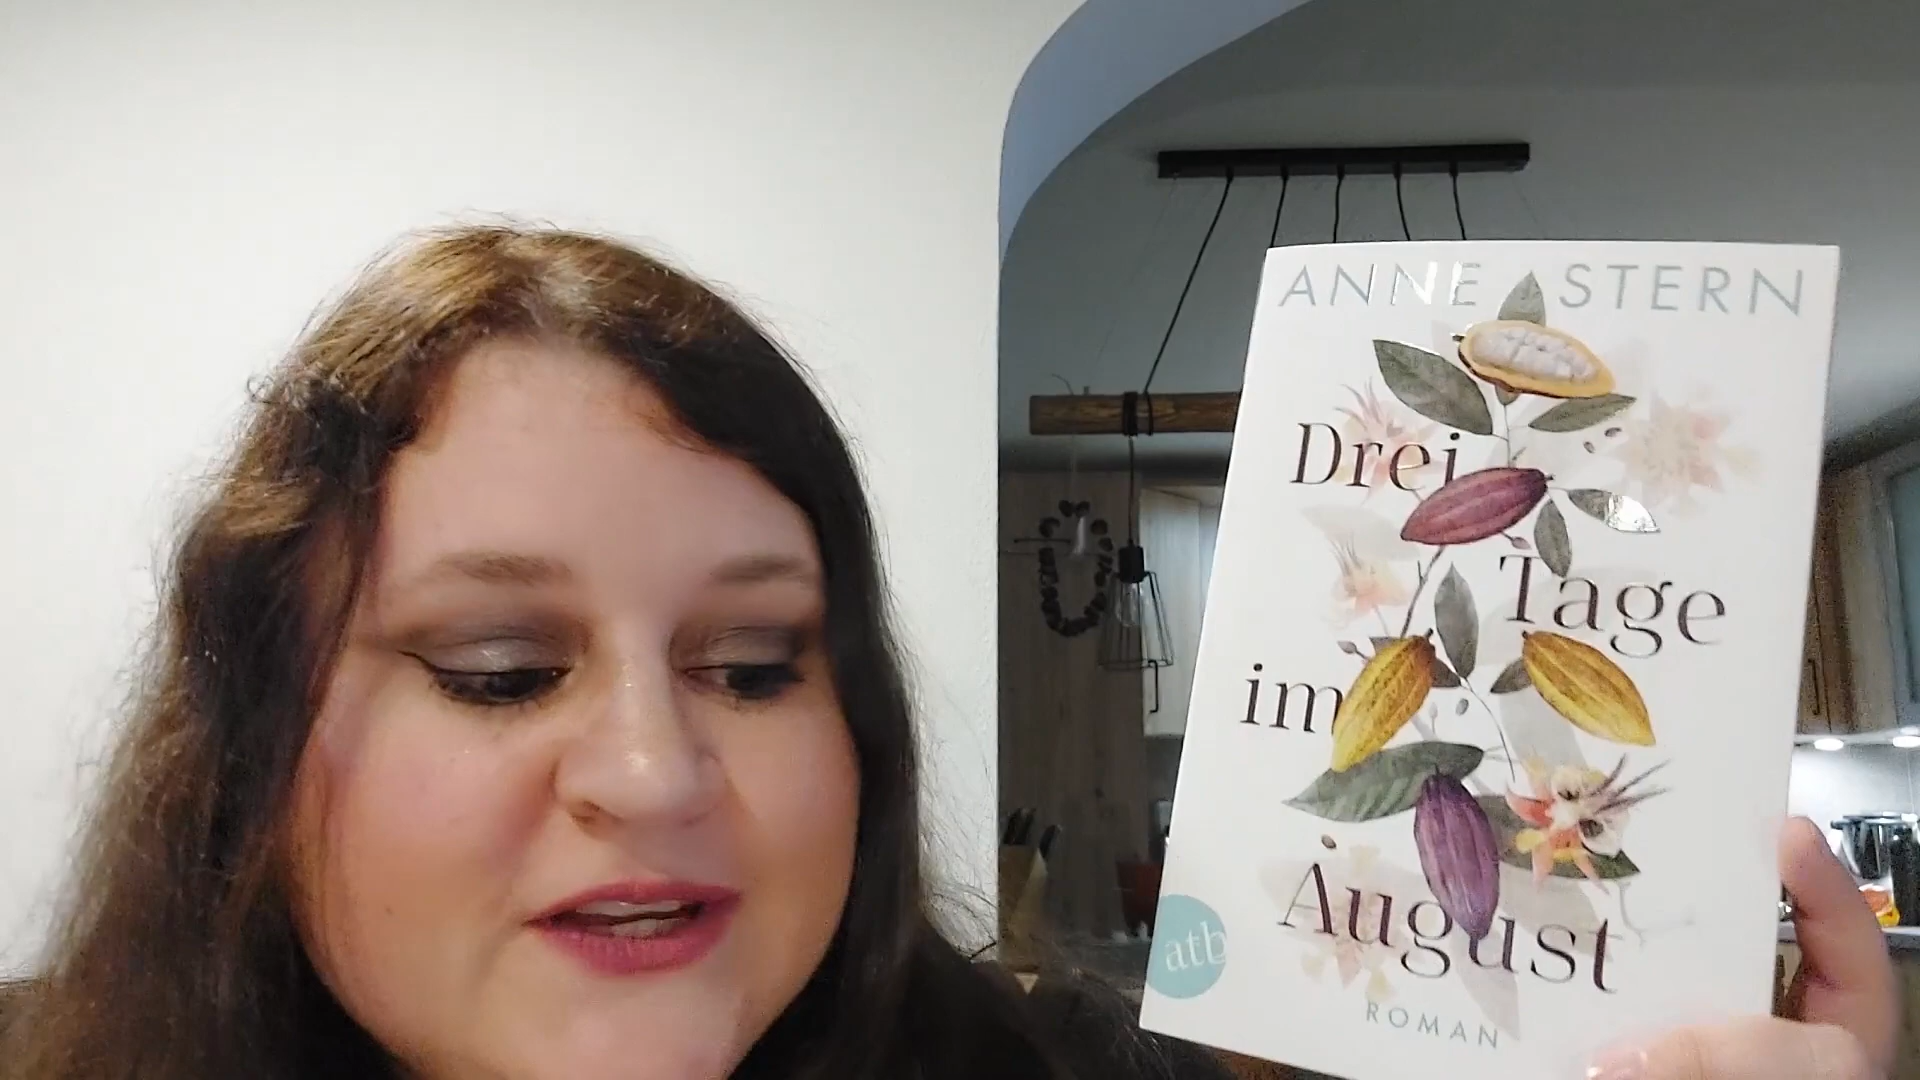 ANNE STERN
Drei
Tage
im
August
atb
ROMAN